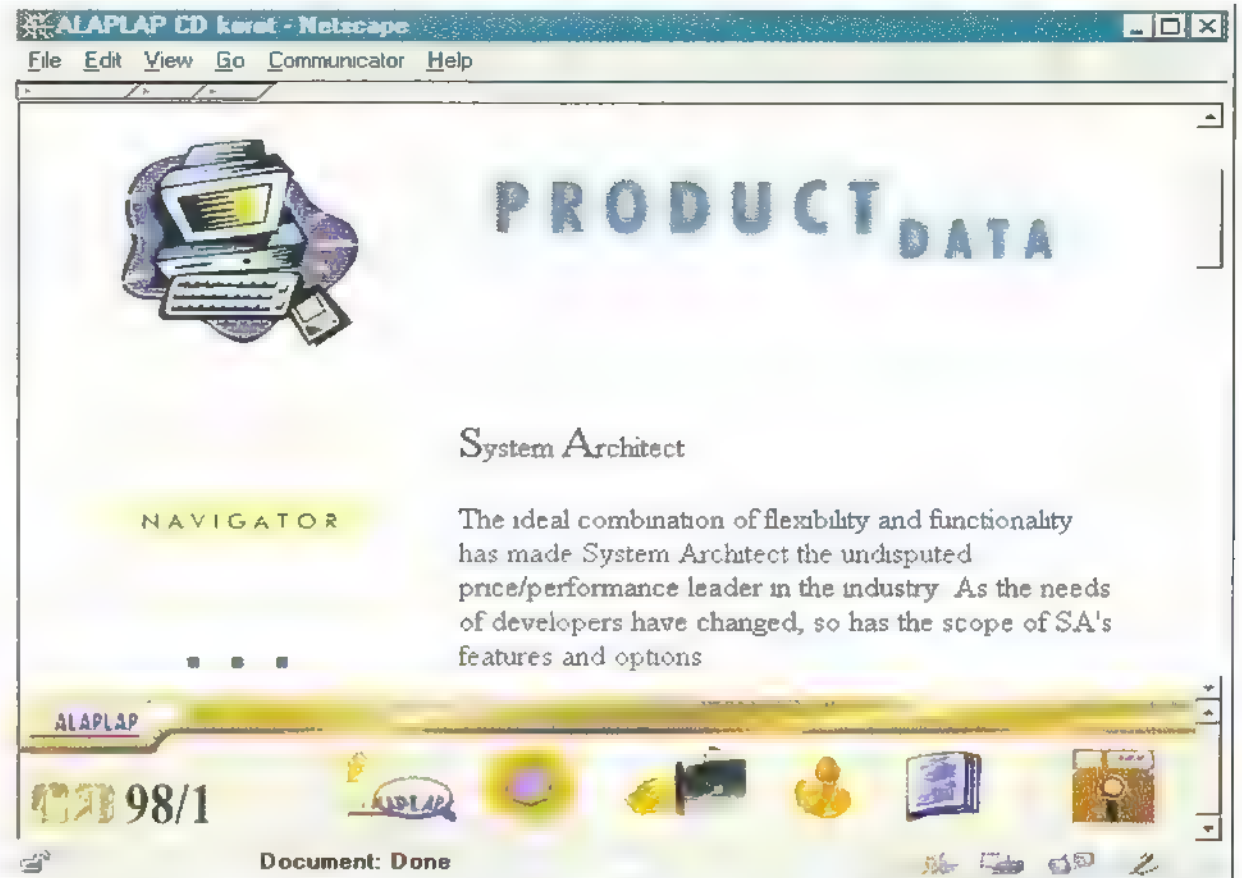 ALAPLAP CD keret - Netscape
File Edit View Go Communicator Help
PRODUCT DATA
System Architect
NAVIGATOR
The ideal combination of flexibility and functionality
has made System Architect the undisputed
price/performance leader in the industry. As the needs
of developers have changed, so has the scope of SA's
features and options
ALAPLAP
98/1
ALAPLAP
Document: Done